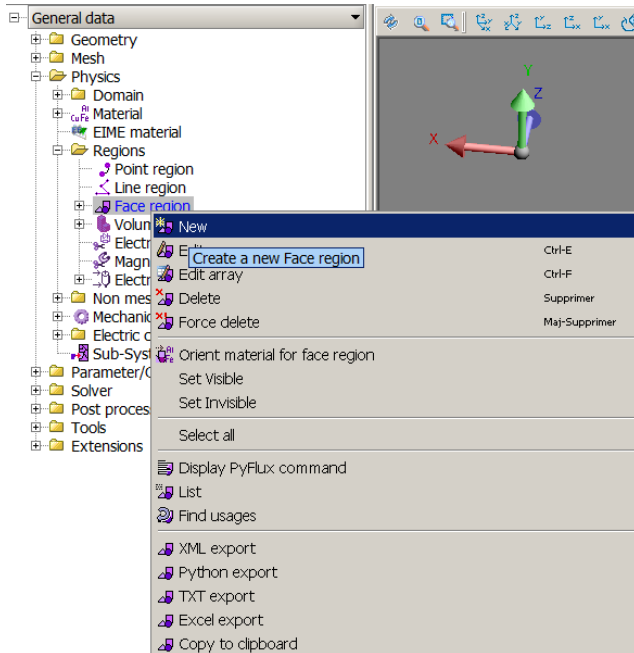 General data
Geometry
Mesh
Physics
Domain
Material
EIME material
Regions
Point region
Line region
Face region
Volun
Electr
Magn
Electr
Non mes
Mechanic
Electric c
Sub-Syst
Parameter/C
Solver
Post proces
Tools
Extensions
Y
Z
X
New
Create a new Face region
Ctrl-E
Edit array Ctrl-F
Delete Supprimer
Force delete Maj-Supprimer
Orient material for face region
Set Visible
Set Invisible
Select all
Display PyFlux command
List
Find usages
XML export
Python export
TXT export
Excel export
Copy to clipboard